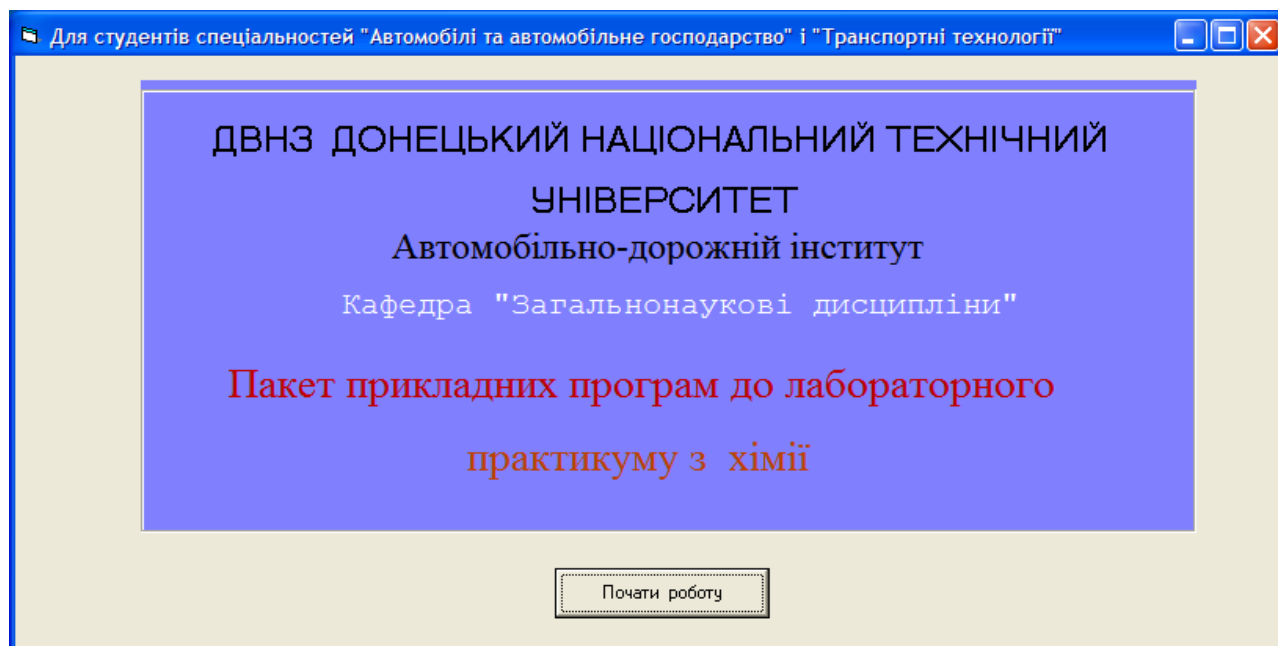 Для студентів спеціальностей "Автомобілі та автомобільне господарство" і "Транспортні технології"
ДВНЗ ДОНЕЦЬКИЙ НАЦІОНАЛЬНИЙ ТЕХНІЧНИЙ
УНІВЕРСИТЕТ
Автомобільно-дорожній інститут
Кафедра "Загальнонаукові дисципліни"
Пакет прикладних програм до лабораторного
практикуму з хімії
Почати роботу